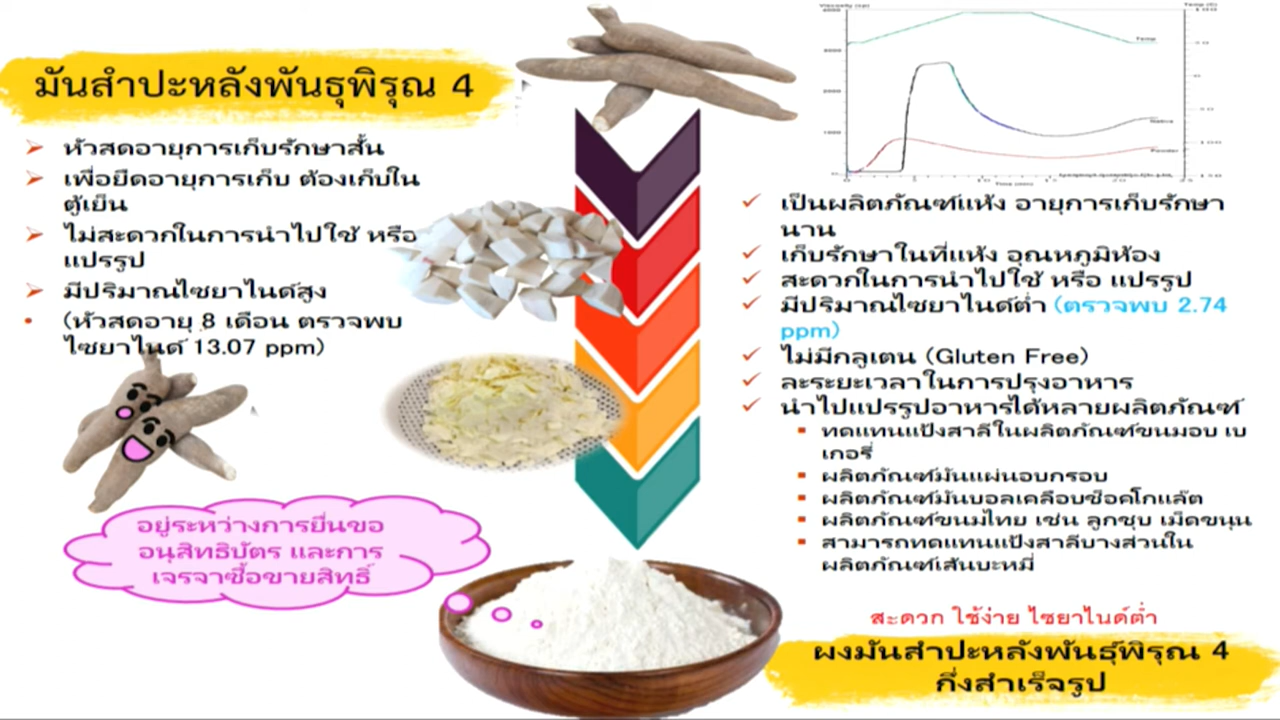 มันสำปะหลังพันธุพิรุณ 4
หัวสดอายุการเก็บรักษาสั้น
เพื่อยืดอายุการเก็บ ต้องเก็บใน
ตู้เย็น
ไม่สะดวกในการนำไปใช้ หรือ
แปรรูป
มีปริมาณไซยาไนด์สูง
(หัวสดอายุ 8 เดือน ตรวจพบ
ไซยาไนด์ 13.07 ppm)
อยู่ระหว่างการยื่นขอ
อนุสิทธิบัตร และการ
เจรจาซื้อขายสิทธิ์
Viscosity (cp)
Temp
Native
Powder
เป็นผลิตภัณฑ์แห้ง อายุการเก็บรักษา
นาน
เก็บรักษาในที่แห้ง อุณหภูมิห้อง
สะดวกในการนำไปใช้ หรือ แปรรูป
มีปริมาณไซยาไนด์ต่ำ (ตรวจพบ 2.74
ppm)
ไม่มีกลูเตน (Gluten Free)
ละระยะเวลาในการปรุงอาหาร
นำไปแปรรูปอาหารได้หลายผลิตภัณฑ์
ทดแทนแป้งสาลีในผลิตภัณฑ์ขนมอบ เบ
เกอรี่
ผลิตภัณฑ์มันแผ่นอบกรอบ
ผลิตภัณฑ์มันบอลเคลือบช็อคโกแล๊ต
ผลิตภัณฑ์ขนมไทย เช่น ลูกชุบ เม็ดขนุน
สามารถทดแทนแป้งสาลีบางส่วนใน
ผลิตภัณฑ์เส้นบะหมี่
สะดวก ใช้ง่าย ไซยาไนด์ต่ำ
ผงมันสำปะหลังพันธุ์พิรุณ 4
กึ่งสำเร็จรูป